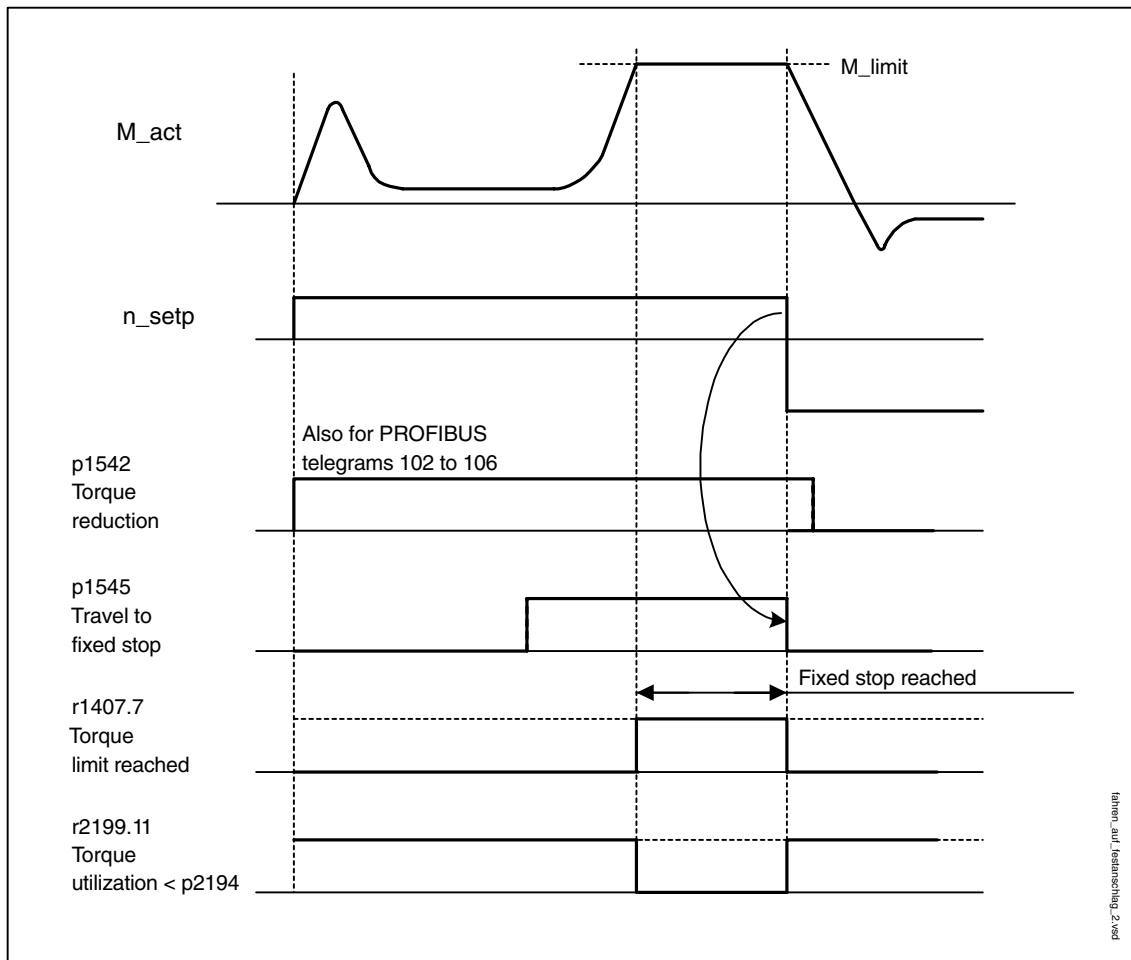 M_limit
M_act
n_setp
Also for PROFIBUS
telegrams 102 to 106
p1542
Torque
reduction
p1545
Travel to
fixed stop
Fixed stop reached
r1407.7
Torque
limit reached
r2199.11
Torque
utilization < p2194
fahren_auf_festanschlag_2.vsd